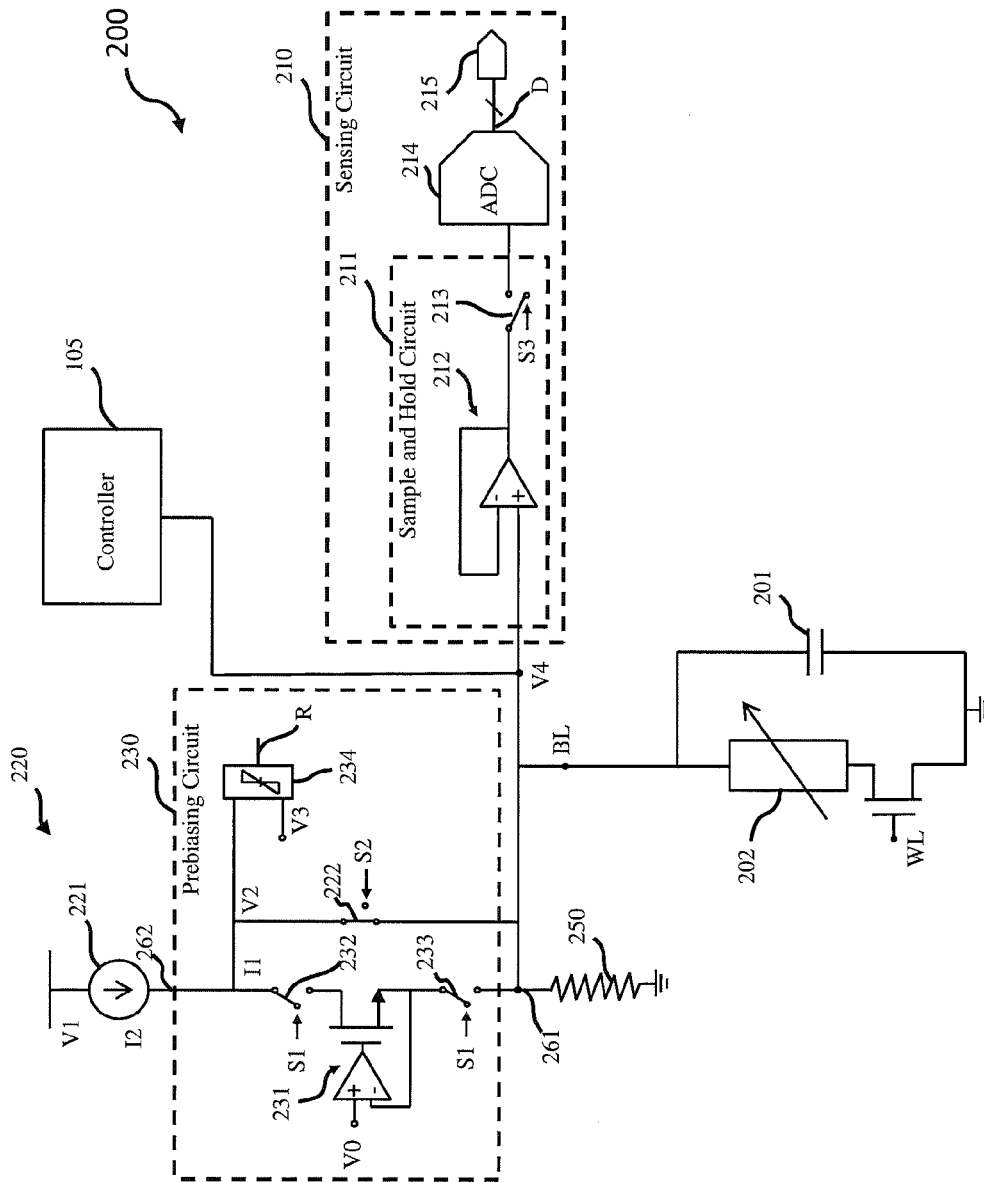 200
220
Controller
105
V1
221
I2
262
230
Prebiasing Circuit
I1
V2
R
234
V3
S1
232
222
S2
231
V0
233
S1
261
250
210
Sensing Circuit
211
Sample and Hold Circuit
212
213
S3
214
ADC
215
D
V4
BL
201
202
WL
+
-
+
-